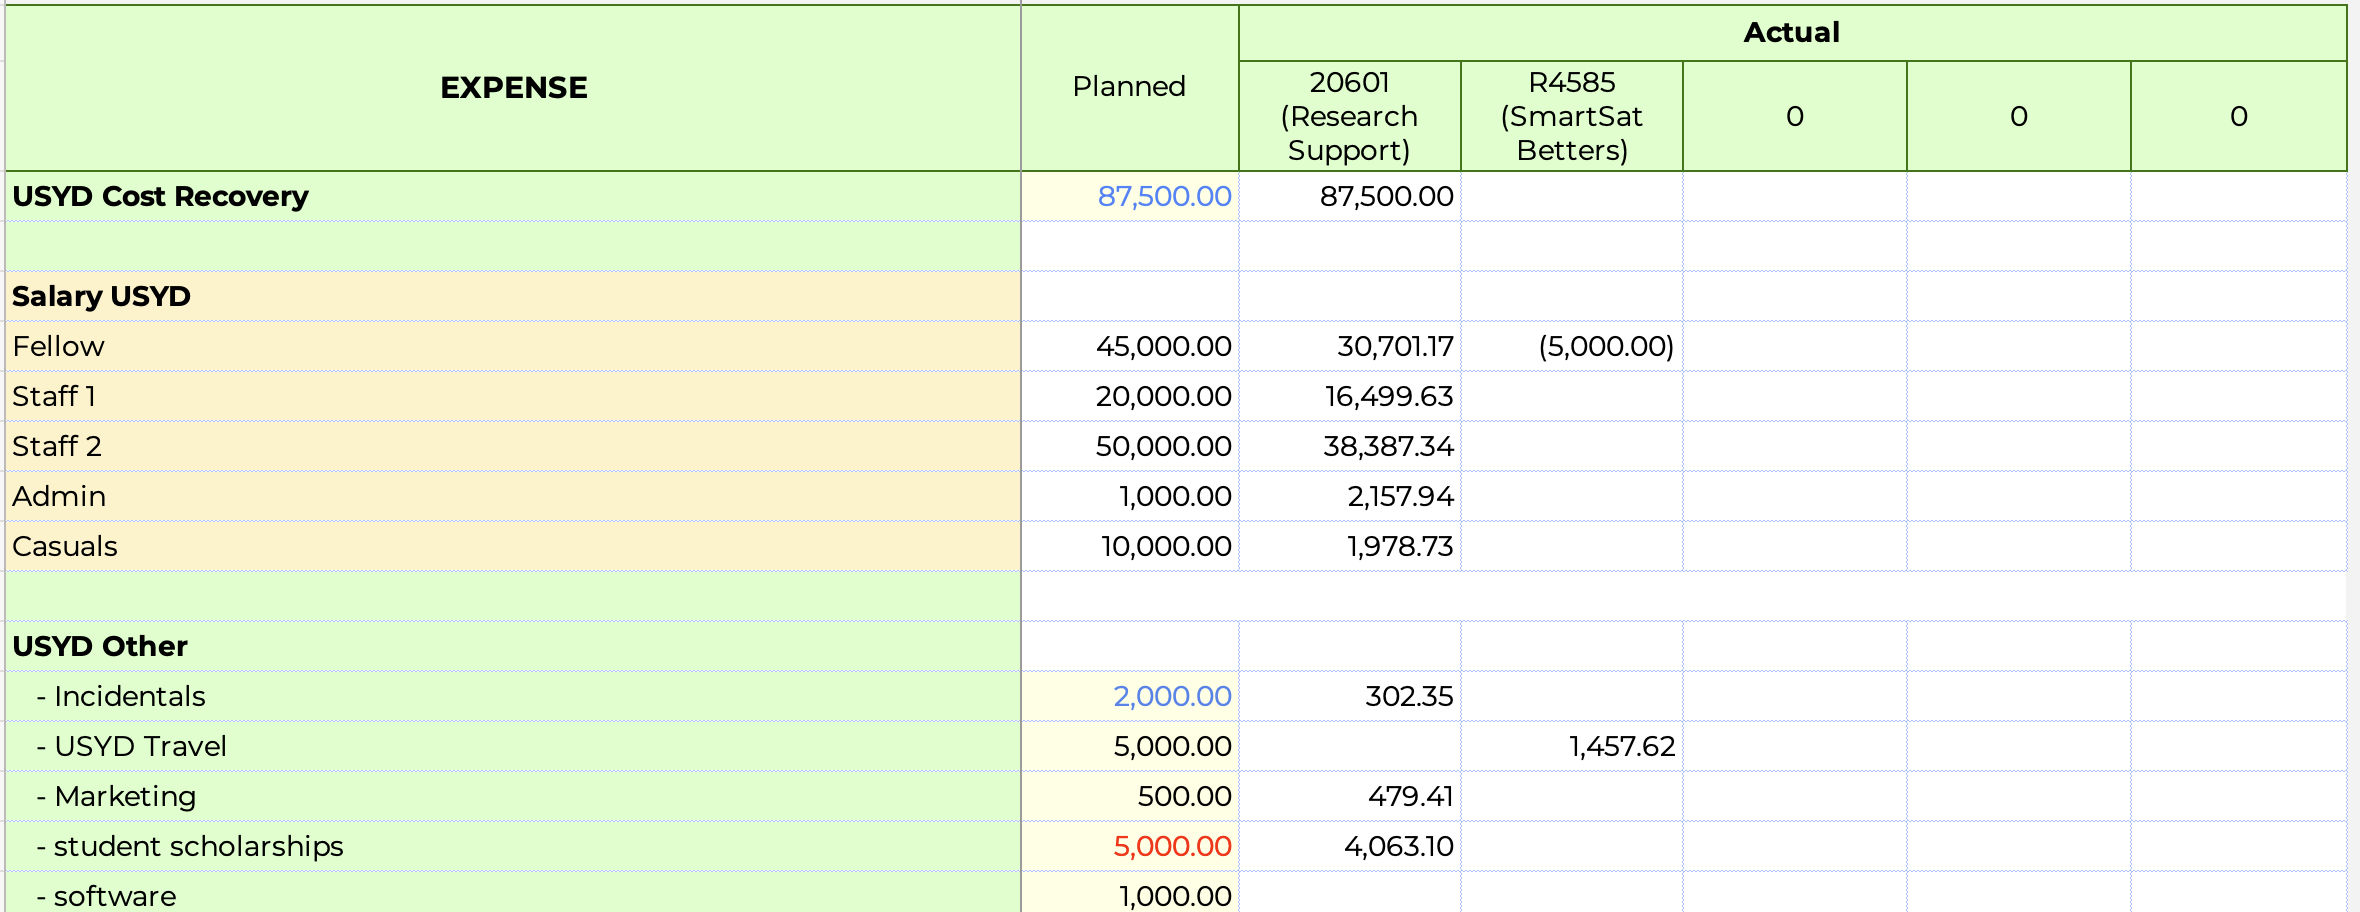 EXPENSE Planned Actual
20601 (Research Support) R4585 (SmartSat Betters) 0 0 0
USYD Cost Recovery 87,500.00 87,500.00
Salary USYD
Fellow 45,000.00 30,701.17 (5,000.00)
Staff 1 20,000.00 16,499.63
Staff 2 50,000.00 38,387.34
Admin 1,000.00 2,157.94
Casuals 10,000.00 1,978.73
USYD Other
- Incidentals 2,000.00 302.35
- USYD Travel 5,000.00 1,457.62
- Marketing 500.00 479.41
- student scholarships 5,000.00 4,063.10
- software 1,000.00